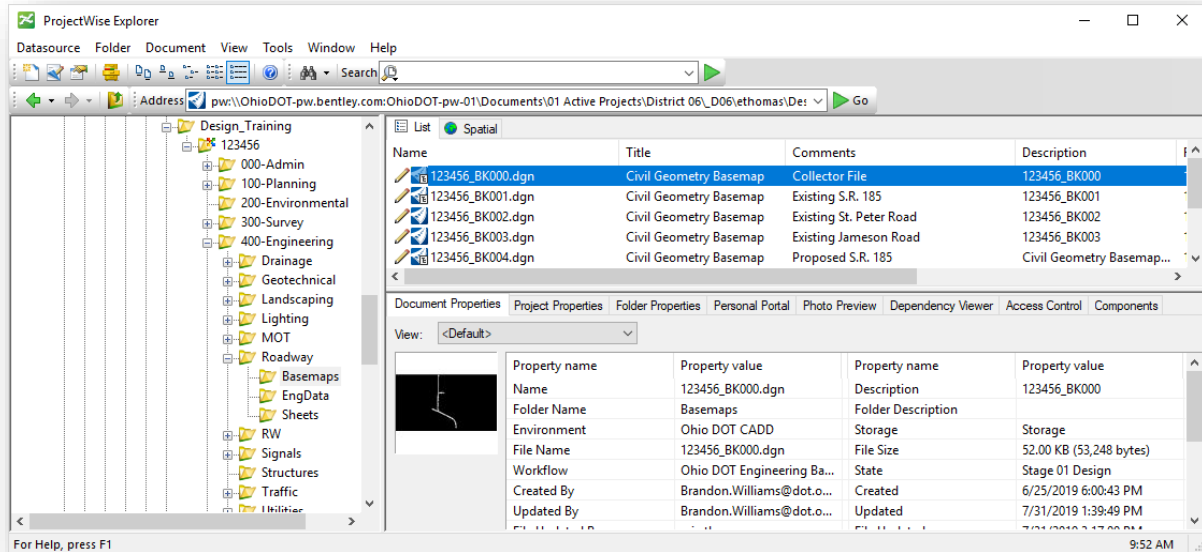 ProjectWise Explorer
Datasource Folder Document View Tools Window Help
Search
Address pw:\\OhioDOT-pw.bentley.com:OhioDOT-pw-01\Documents\01 Active Projects\District 06\_D06\ethomas\Des Go
Design_Training
123456
000-Admin
100-Planning
200-Environmental
300-Survey
400-Engineering
Drainage
Geotechnical
Landscaping
Lighting
MOT
Roadway
Basemaps
EngData
Sheets
RW
Signals
Structures
Traffic
Utilities
List Spatial
Name Title Comments Description
123456_BK000.dgn Civil Geometry Basemap Collector File 123456_BK000
123456_BK001.dgn Civil Geometry Basemap Existing S.R. 185 123456_BK001
123456_BK002.dgn Civil Geometry Basemap Existing St. Peter Road 123456_BK002
123456_BK003.dgn Civil Geometry Basemap Existing Jameson Road 123456_BK003
123456_BK004.dgn Civil Geometry Basemap Proposed S.R. 185 Civil Geometry Basemap...
Document Properties Project Properties Folder Properties Personal Portal Photo Preview Dependency Viewer Access Control Components
View: <Default>
Property name Property value Property name Property value
Name 123456_BK000.dgn Description 123456_BK000
Folder Name Basemaps Folder Description
Environment Ohio DOT CADD Storage Storage
File Name 123456_BK000.dgn File Size 52.00 KB (53,248 bytes)
Workflow Ohio DOT Engineering Ba... State Stage 01 Design
Created By Brandon.Williams@dot.o... Created 6/25/2019 6:00:43 PM
Updated By Brandon.Williams@dot.o... Updated 7/31/2019 1:39:49 PM
For Help, press F1 9:52 AM